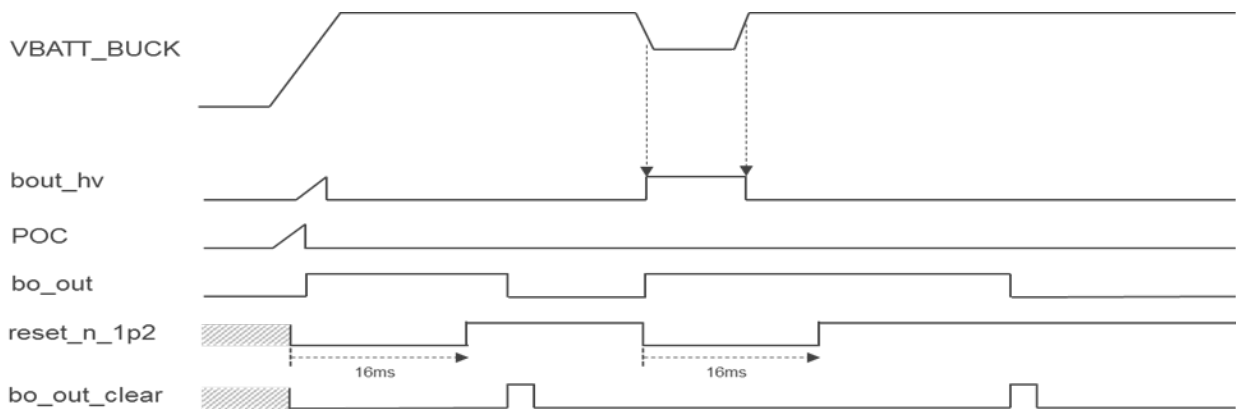 VBATT_BUCK
bout_hv
POC
bo_out
reset_n_1p2
16ms
16ms
bo_out_clear